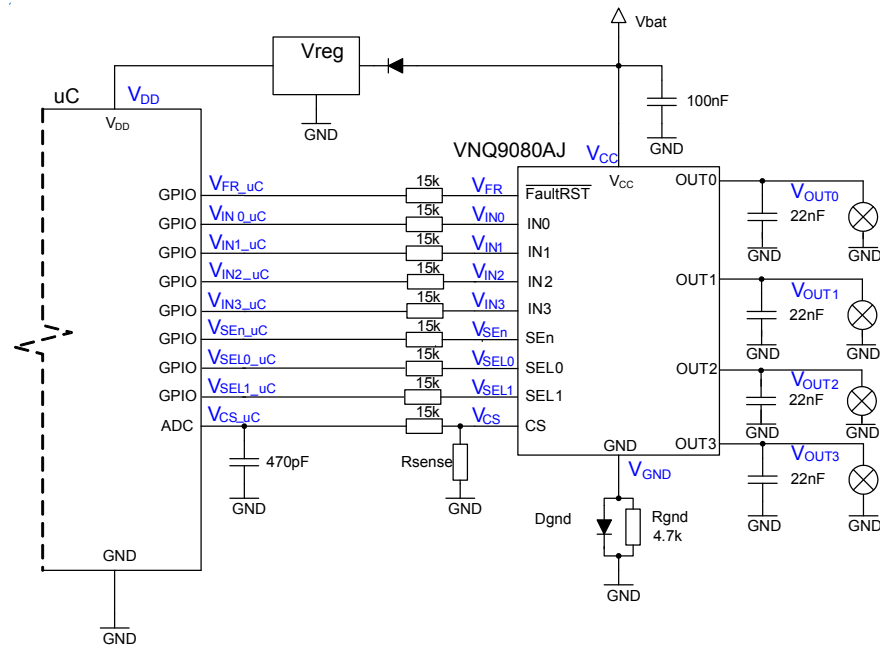 Vbat
Vreg
uC
VDD
VDD
GND
100nF
GND
VNQ9080AJ
VCC
VCC
GPIO
VFR_uC
15k
VFR
FaultRST
GPIO
VIN 0_uC
15k
VIN0
IN0
GPIO
VIN1_uC
15k
VIN1
IN1
GPIO
VIN2_uC
15k
VIN2
IN2
GPIO
VIN3_uC
15k
VIN3
IN3
GPIO
VSEn_uC
15k
VSEn
SEn
GPIO
VSEL0_uC
15k
VSEL0
SEL0
GPIO
VSEL1_uC
15k
VSEL1
SEL1
ADC
VCS_uC
15k
VCS
CS
OUT0
VOUT0
22nF
GND
GND
OUT1
VOUT1
22nF
GND
GND
OUT2
VOUT2
22nF
GND
GND
OUT3
VOUT3
22nF
GND
GND
470pF
GND
Rsense
GND
GND
VGND
Dgnd
Rgnd
4.7k
GND
GND
GND